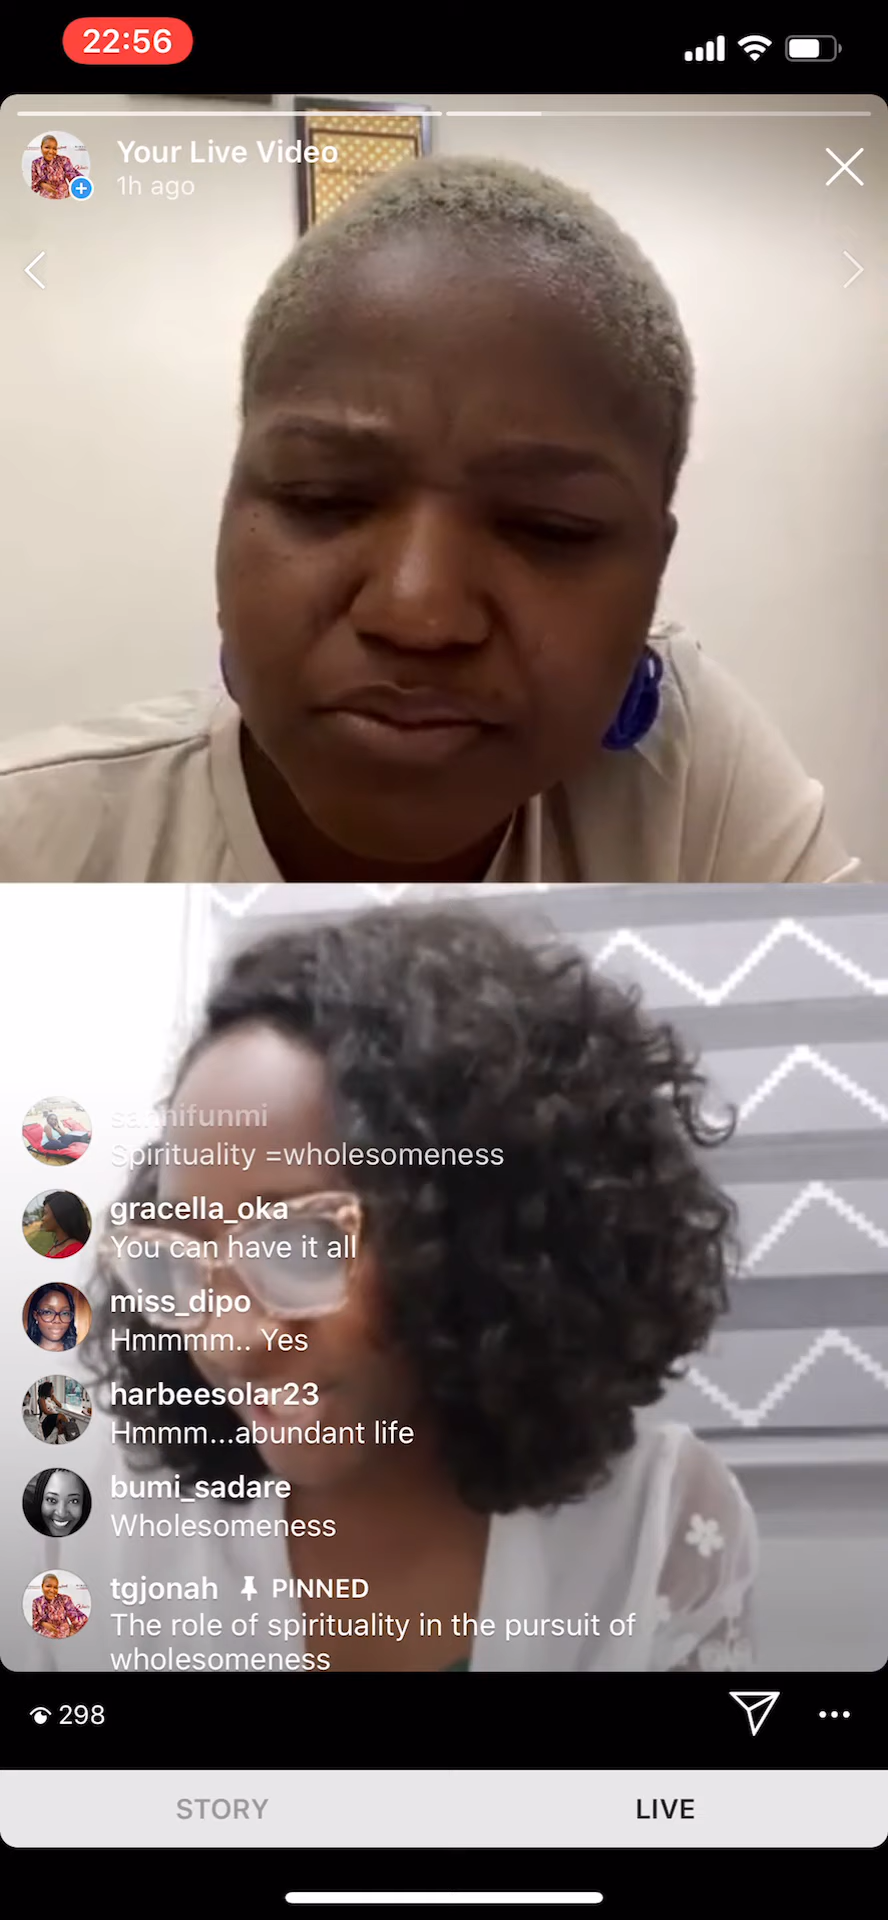 22:56
Your Live Video
1h ago
sannifunmi
Spirituality =wholesomeness
gracella_oka
You can have it all
miss_dipo
Hmmmm.. Yes
harbeesolar23
Hmmm...abundant life
bumi_sadare
Wholesomeness
tgjonah PINNED
The role of spirituality in the pursuit of
wholesomeness
298
STORY
LIVE